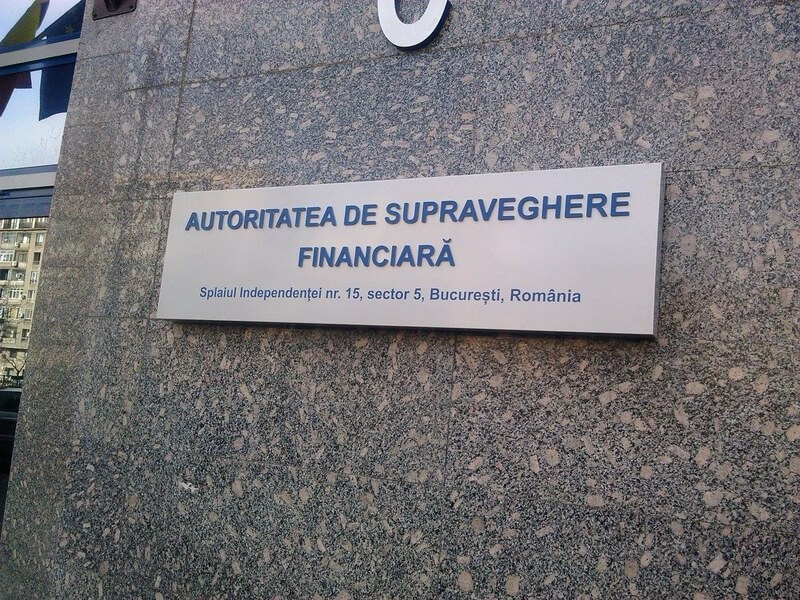 AUTORITATEA DE SUPRAVEGHERE
FINANCIARĂ
Splaiul Independenței nr. 15, sector 5, București, România